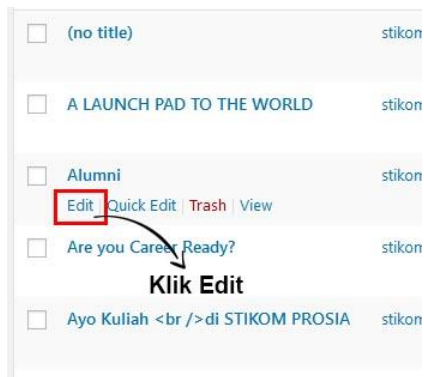 (no title) stikom
A LAUNCH PAD TO THE WORLD stikom
Alumni stikom
Edit | Quick Edit | Trash | View
Are you Career Ready? stikom
Klik Edit
Ayo Kuliah <br />di STIKOM PROSIA stikom